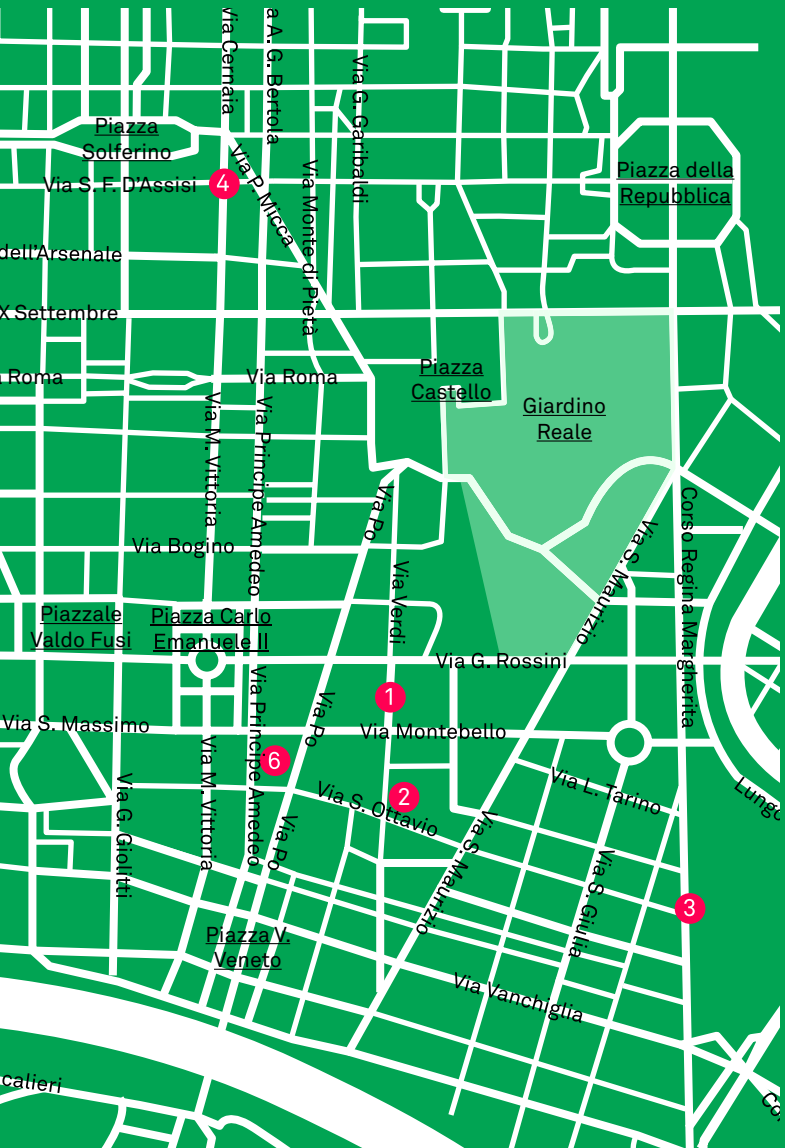 Via Cernaia
a A. G. Bertola
Via G. Garibaldi
Piazza
Solferino
Via P. Micca
Via Monte di Pietà
Piazza della
Repubblica
Via S. F. D’Assisi
4
dell’Arsenale
X Settembre
a Roma
Via Roma
Piazza
Castello
Giardino
Reale
Via M. Vittoria
Via Principe Amedeo
Via Po
Via Bogino
Via Verdi
Via S. Maurizio
Corso Regina Margherita
Piazzale
Valdo Fusi
Piazza Carlo
Emanuele II
Via G. Rossini
1
Via S. Massimo
Via Principe Amedeo
Via Po
Via Montebello
6
Via M. Vittoria
Via G. Giolitti
Via S. Ottavio
2
Via L. Tarino
Lungo
Via Po
Via S. Maurizio
Via S. Giulia
3
Piazza V.
Veneto
Via Vanchiglia
calieri
Co.